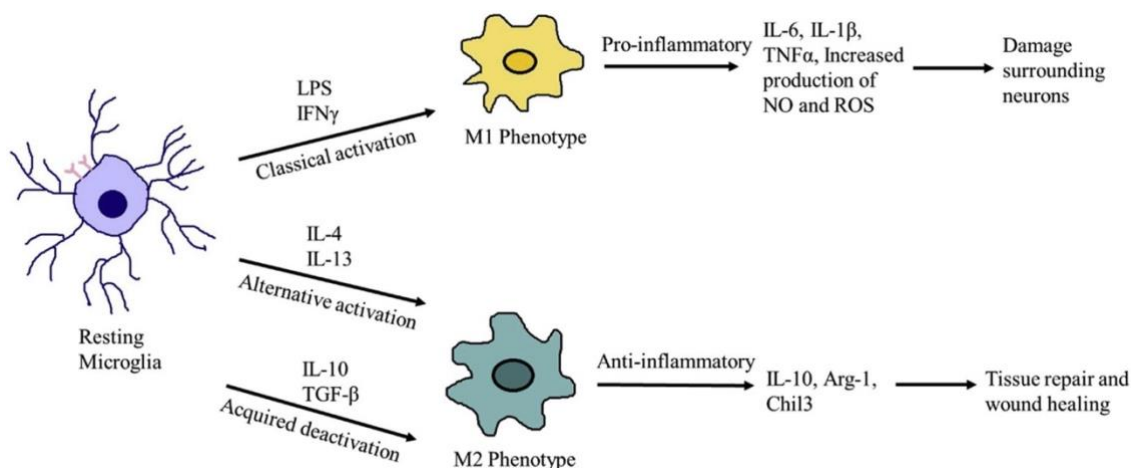 LPS
IFNγ
Classical activation
M1 Phenotype
Pro-inflammatory
IL-6, IL-1β,
TNFα, Increased
production of
NO and ROS
Damage
surrounding
neurons
Resting
Microglia
IL-4
IL-13
Alternative activation
IL-10
TGF-β
Acquired deactivation
M2 Phenotype
Anti-inflammatory
IL-10, Arg-1,
Chil3
Tissue repair and
wound healing